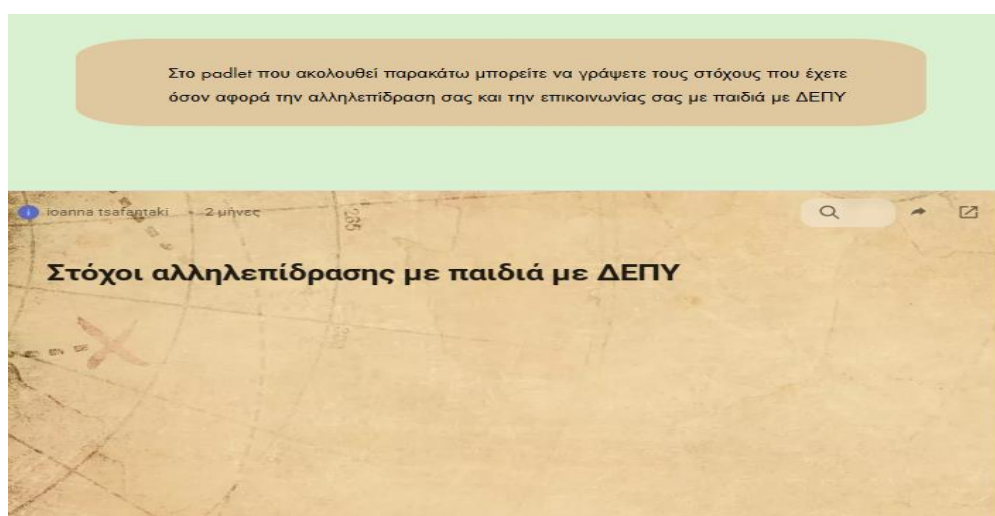 Στο padlet που ακολουθεί παρακάτω μπορείτε να γράψετε τους στόχους που έχετε
όσον αφορά την αλληλεπίδραση σας και την επικοινωνίας σας με παιδιά με ΔΕΠΥ
ioanna tsafantaki • 2 μήνες
285
Στόχοι αλληλεπίδρασης με παιδιά με ΔΕΠΥ